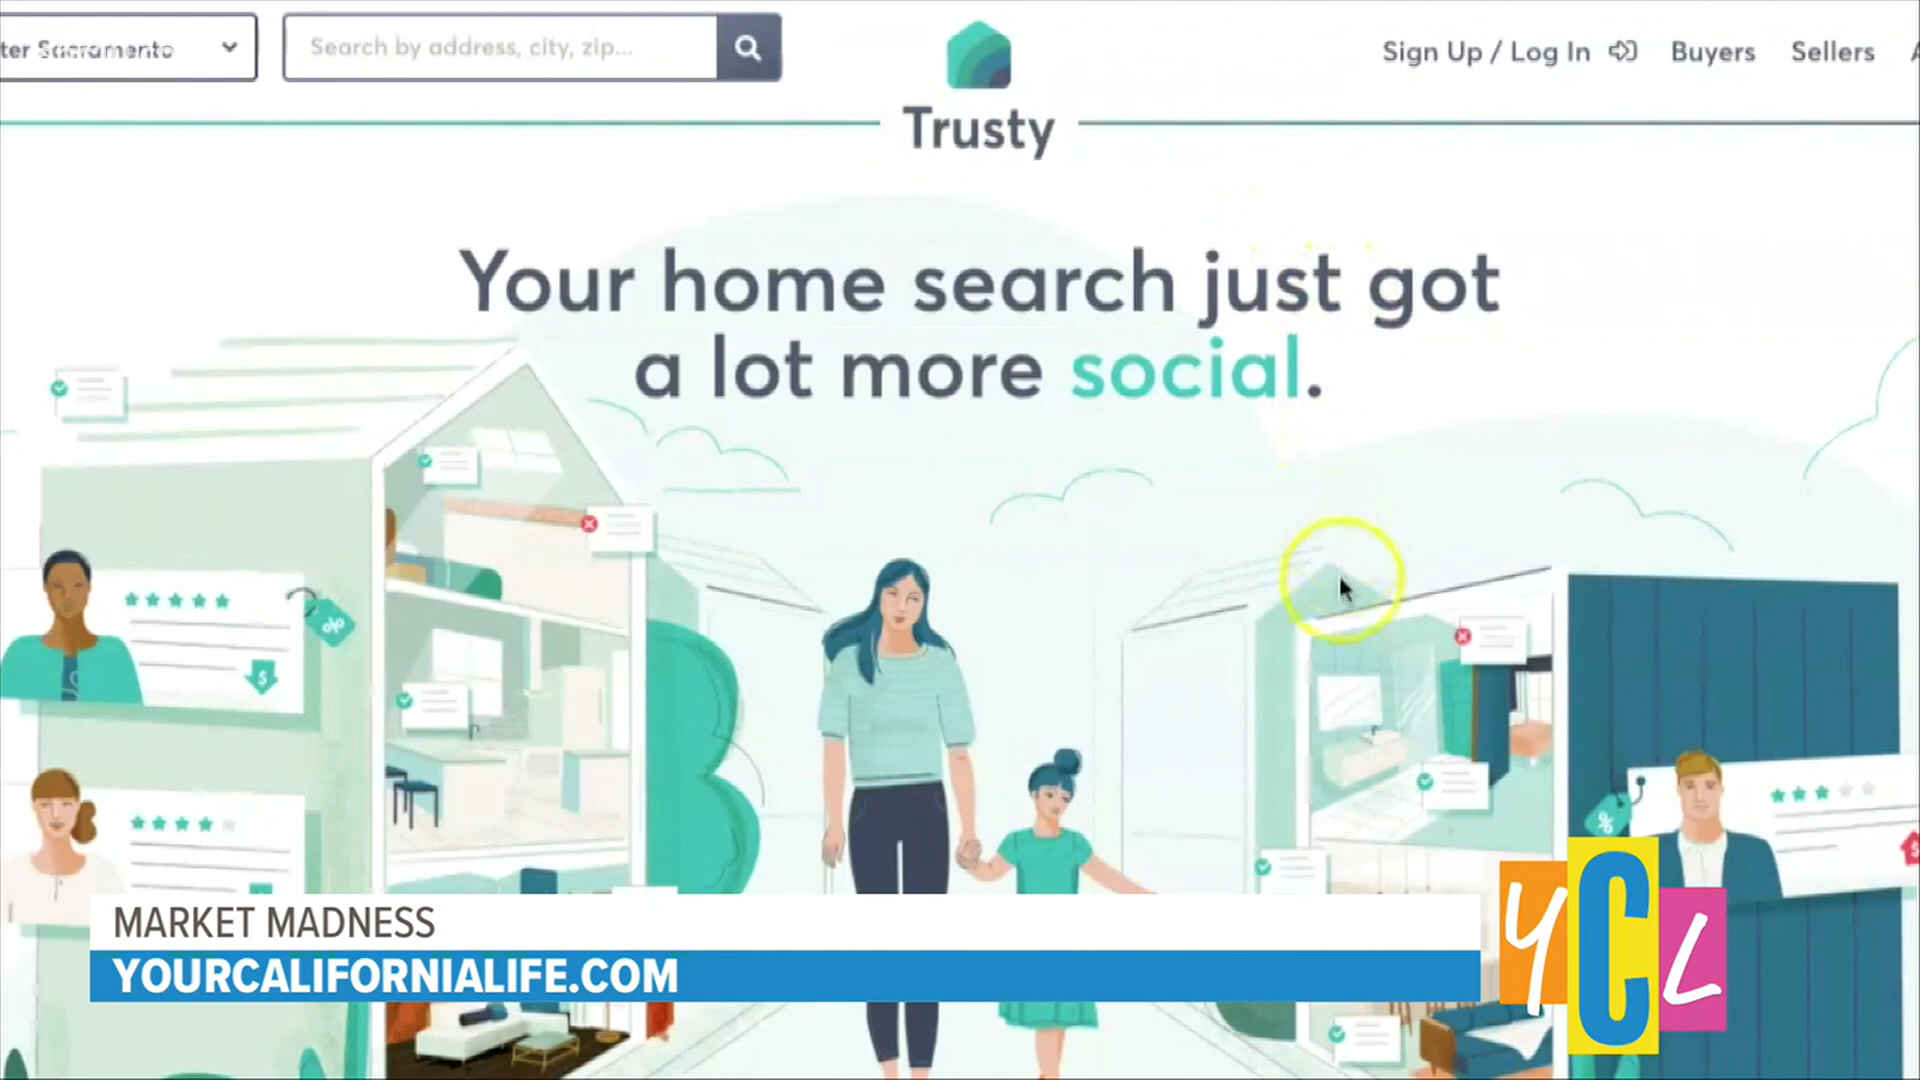 ter Sacramento
Search by address, city, zip...
Sign Up / Log In
Buyers
Sellers
Trusty
Your home search just got
a lot more social.
%
$
%
$
MARKET MADNESS
YOURCALIFORNIALIFE.COM
YCL